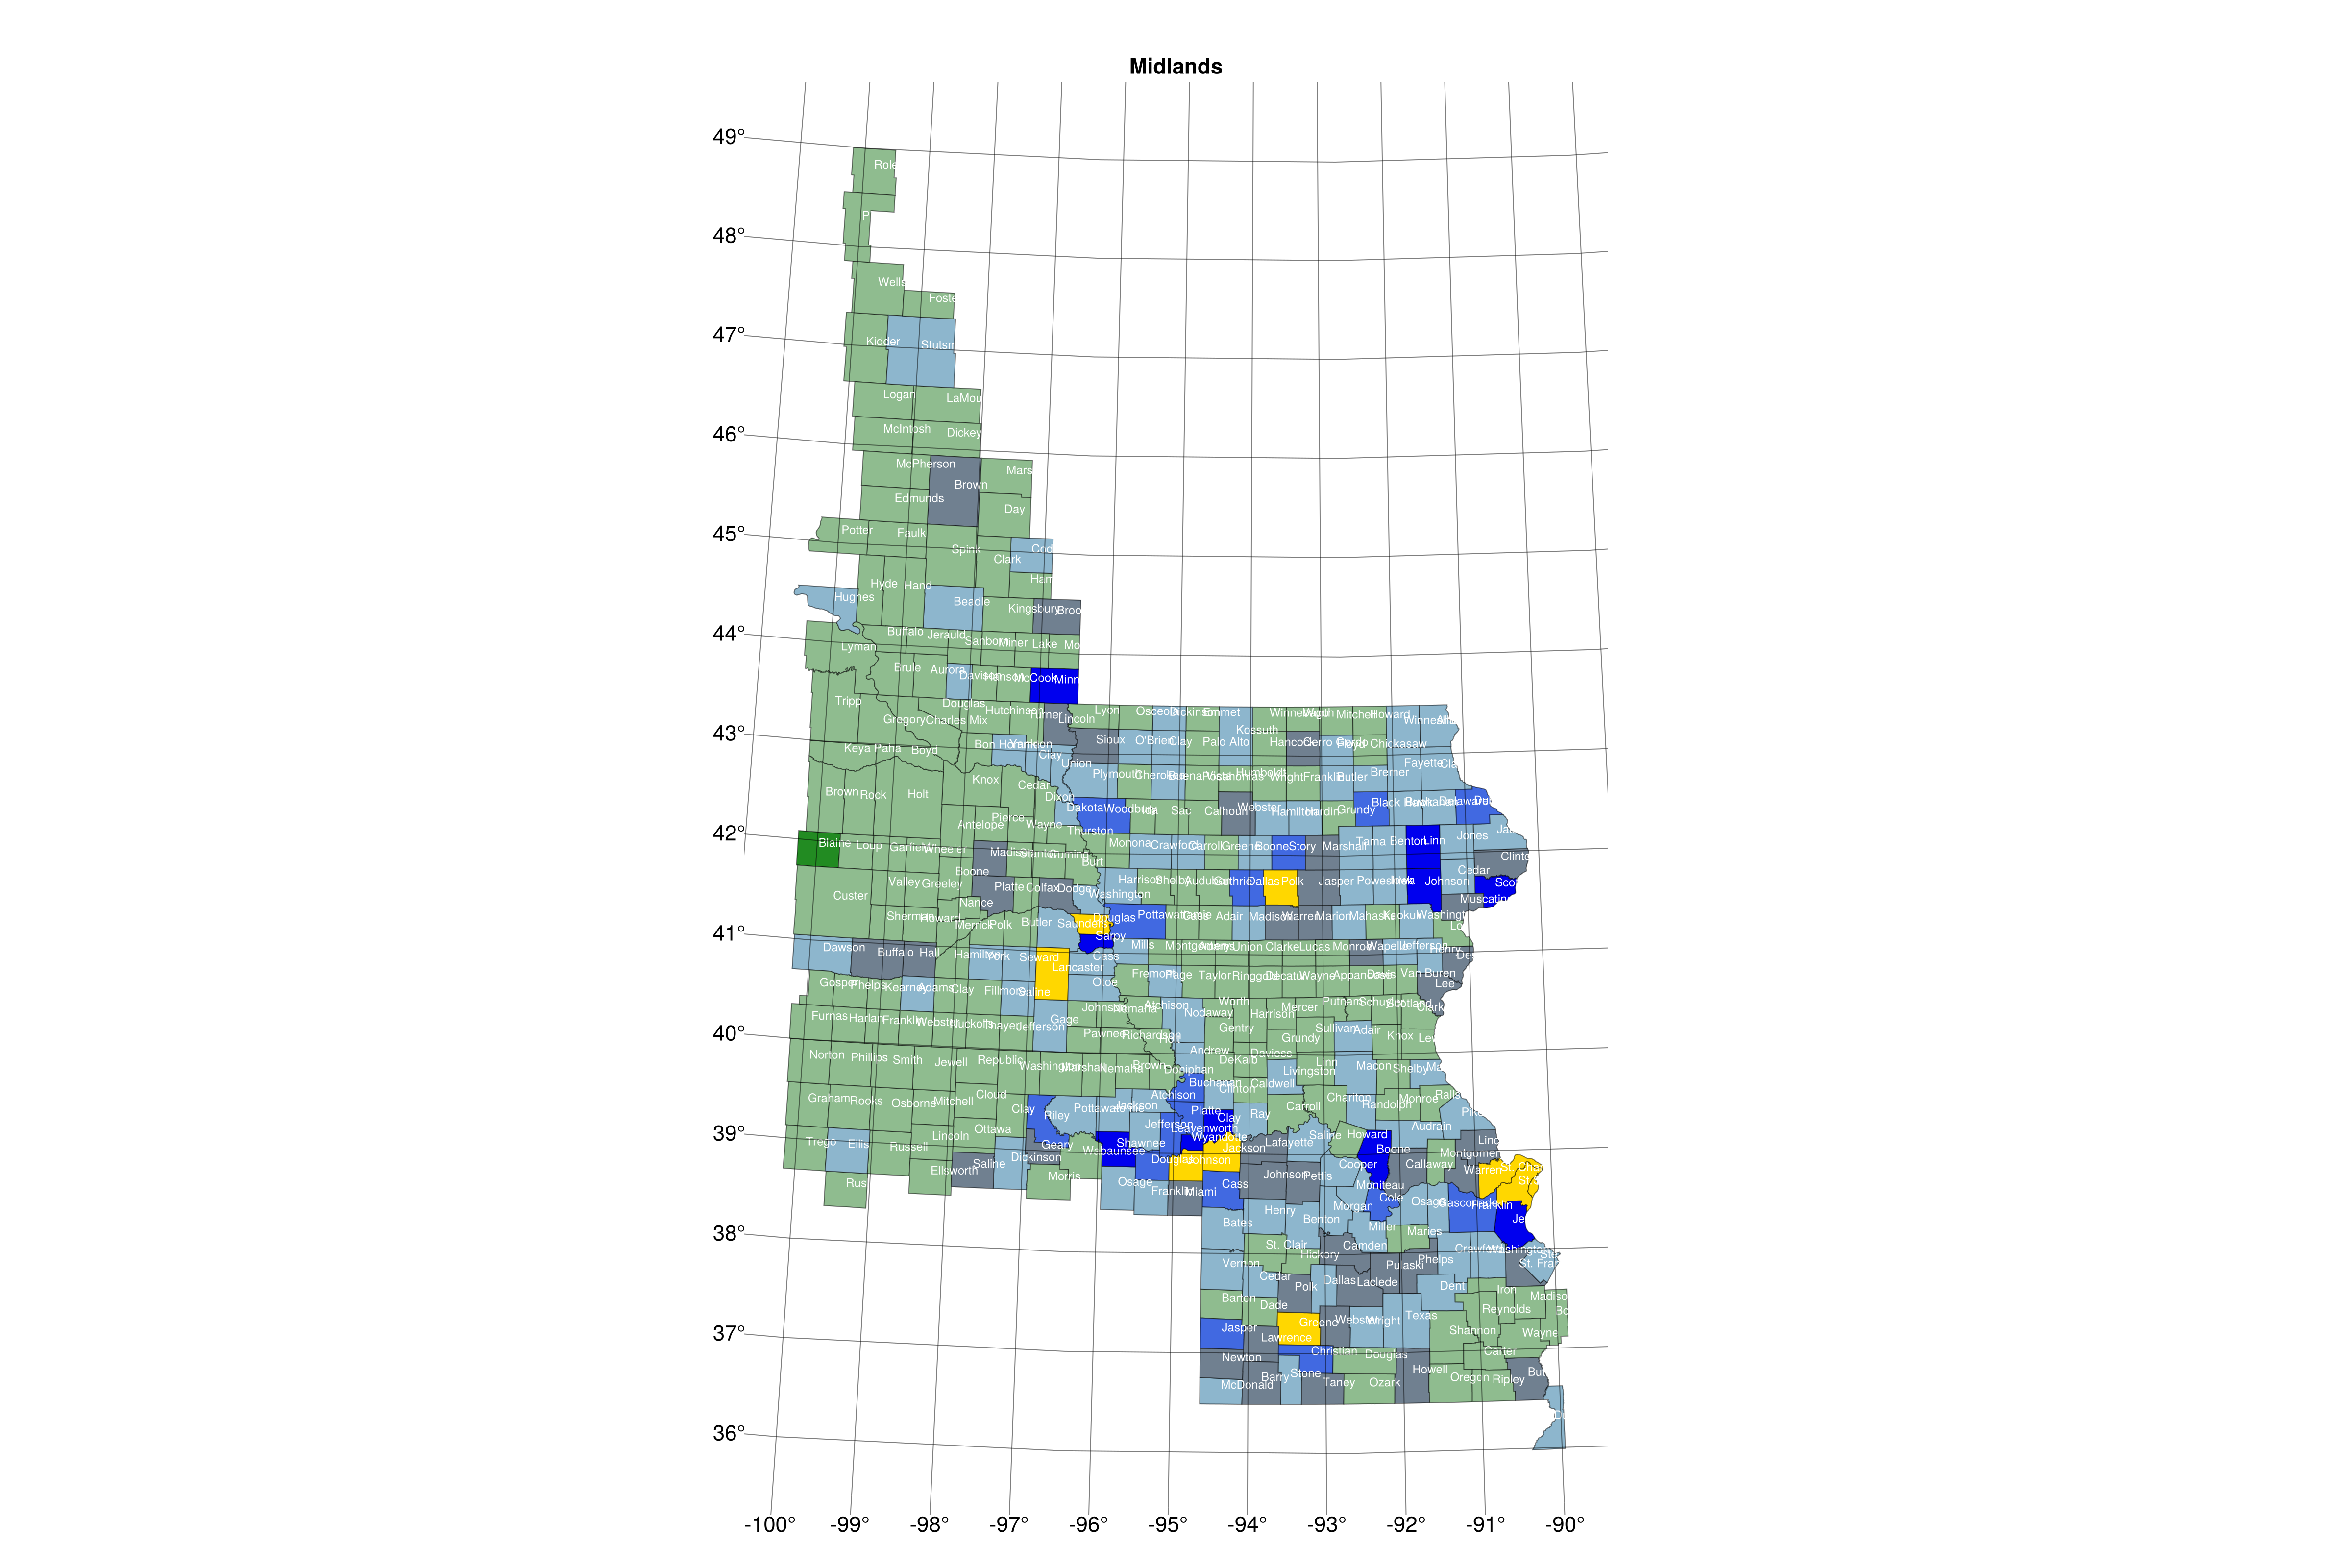 Midlands
49°
48°
47°
46°
45°
44°
43°
42°
41°
40°
39°
38°
37°
36°
-100° -99° -98° -97° -96° -95° -94° -93° -92° -91° -90°
Role
P
Wells
Foste
Kidder Stutsm
Logan LaMou
McIntosh Dickey
McPherson Mars
Brown
Edmunds
Day
Potter Faulk
Spink Cod
Clark
Hyde Hand Ham
Hughes Beadle Kingsbury Broo
Buffalo Jerauld Sanborn Miner Lake Mo
Lyman
Brule Aurora Davison Hanson McCook Minn
Tripp Douglas Hutchinson Turner Lincoln Lyon Osceola Dickinson Emmet Winnebago Mitchell Howard
Gregory Charles Mix Kossuth
Keya Paha Boyd Bon Homme Yankton Clay Union Sioux O'Brien Clay Palo Alto Hancock Cerro Gordo Floyd Chickasaw
Knox Cedar Dixon Plymouth Cherokee Buena Vista Pocahontas Humboldt Wright Franklin Butler Bremer Fayette
Brown Rock Holt Dakota Woodbury Ida Sac Calhoun Webster Hamilton Hardin Grundy Black Hawk Buchanan Delaware
Antelope Pierce Wayne Thurston
Blaine Loup Garfield Wheeler Madison Stanton Cuming Burt Monona Crawford Carroll Greene Boone Story Marshall Tama Benton Linn Jones Clinto
Boone Cedar
Custer Valley Greeley Nance Platte Colfax Dodge Washington Harrison Shelby Audubon Guthrie Dallas Polk Jasper Poweshiek Iowa Johnson Sco
Muscatine
Sherman Howard Merrick Polk Butler Saunders Douglas Pottawattamie Cass Adair Madison Warren Marion Mahaska Keokuk Washingt
Sarpy
Dawson Buffalo Hall Hamilton York Seward Cass Mills Montgomery Adams Union Clarke Lucas Monroe Wapello Jefferson Henry
Lancaster
Gosper Phelps Kearney Adams Clay Fillmore Saline Otoe Fremont Page Taylor Ringgold Decatur Wayne Appanoose Davis Van Buren Lee
Furnas Harlan Franklin Webster Nuckolls Thayer Jefferson Gage Johnson Nemaha Atchison Nodaway Worth Harrison Mercer Putnam Schuyler Scotland Clark
Pawnee Richardson Holt Gentry Grundy Sullivan Adair Knox Lew
Norton Phillips Smith Jewell Republic Washington Marshall Nemaha Brown Doniphan Andrew DeKalb Daviess Livingston Linn Macon Shelby
Graham Rooks Osborne Mitchell Cloud Clay Riley Pottawatomie Jackson Atchison Buchanan Clinton Caldwell Carroll Chariton Randolph Monroe Ralls
Platte Clay Ray Pike
Trego Ellis Russell Lincoln Ottawa Geary Wabaunsee Shawnee Jefferson Leavenworth Wyandotte Jackson Lafayette Saline Howard Boone Audrain Linc
Rus Ellsworth Saline Dickinson Morris Douglas Johnson Johnson Pettis Cooper Callaway Montgomery Warren St. Char
Osage Franklin Miami Cass Moniteau Cole Osage Gasconade Franklin
Bates Henry Benton Morgan Miller Maries Je
St. Clair Hickory Camden Crawford Washington Ste
Vernon Cedar Polk Dallas Laclede Pulaski Phelps Dent St. Fra
Barton Dade Iron Madiso
Jasper Lawrence Greene Webster Wright Texas Reynolds Bo
Shannon Wayne
Newton Christian Douglas Carter
McDonald Barry Stone Taney Ozark Howell Oregon Ripley But